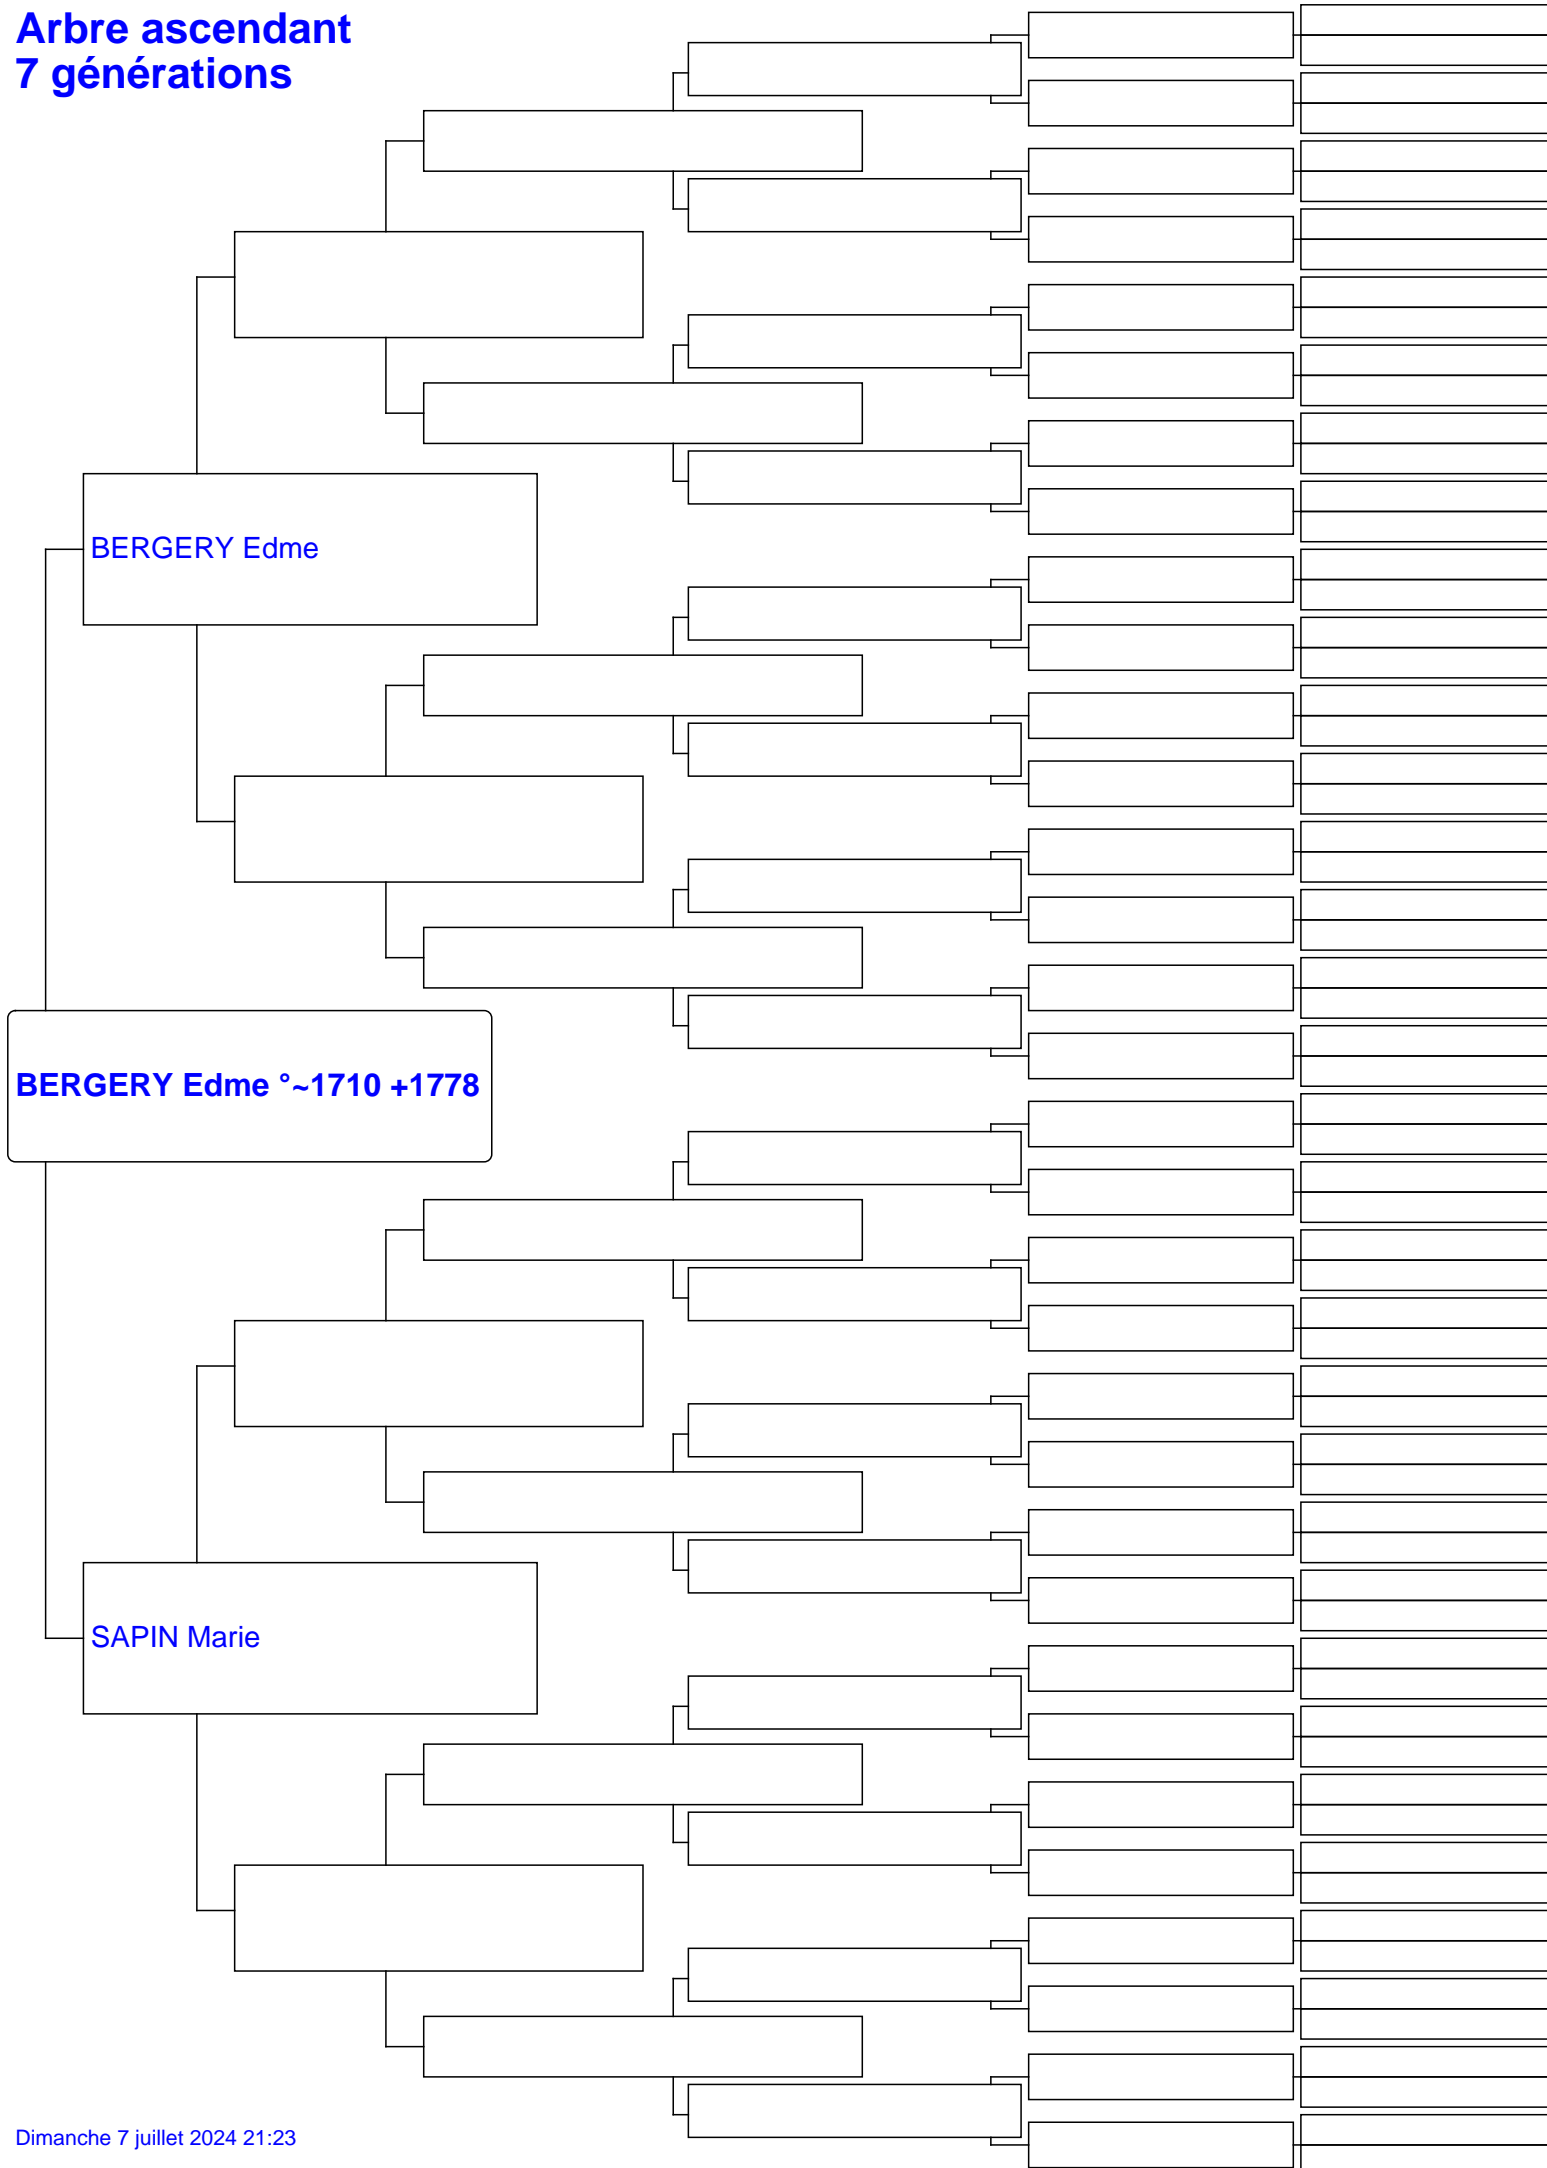 Arbre ascendant
7 générations
BERGERY Edme
BERGERY Edme °~1710 +1778
SAPIN Marie
Dimanche 7 juillet 2024 21:23